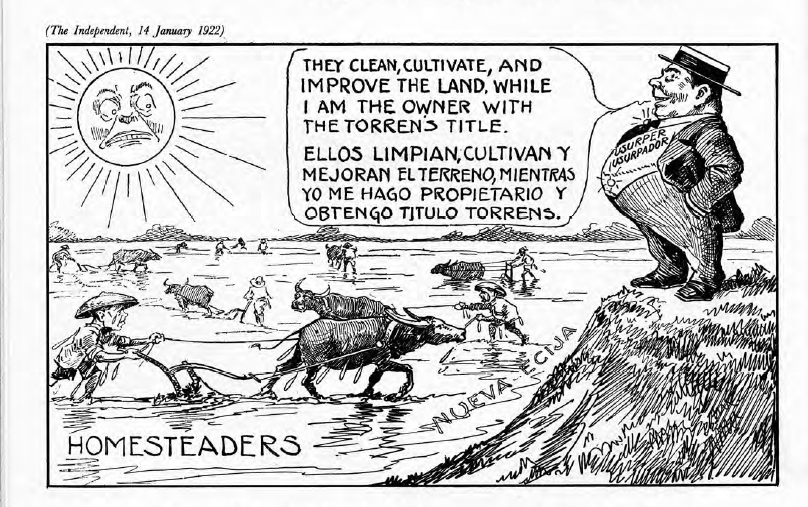 (The Independent, 14 January 1922)
THEY CLEAN, CULTIVATE, AND
IMPROVE THE LAND, WHILE
I AM THE OWNER WITH
THE TORRENS TITLE.
ELLOS LIMPIAN, CULTIVAN Y
MEJORAN EL TERRENO, MIENTRAS
YO ME HAGO PROPIETARIO Y
OBTENGO TITULO TORRENS.
USURPER
USURPADOR
NUEVA ECIJA
HOMESTEADERS